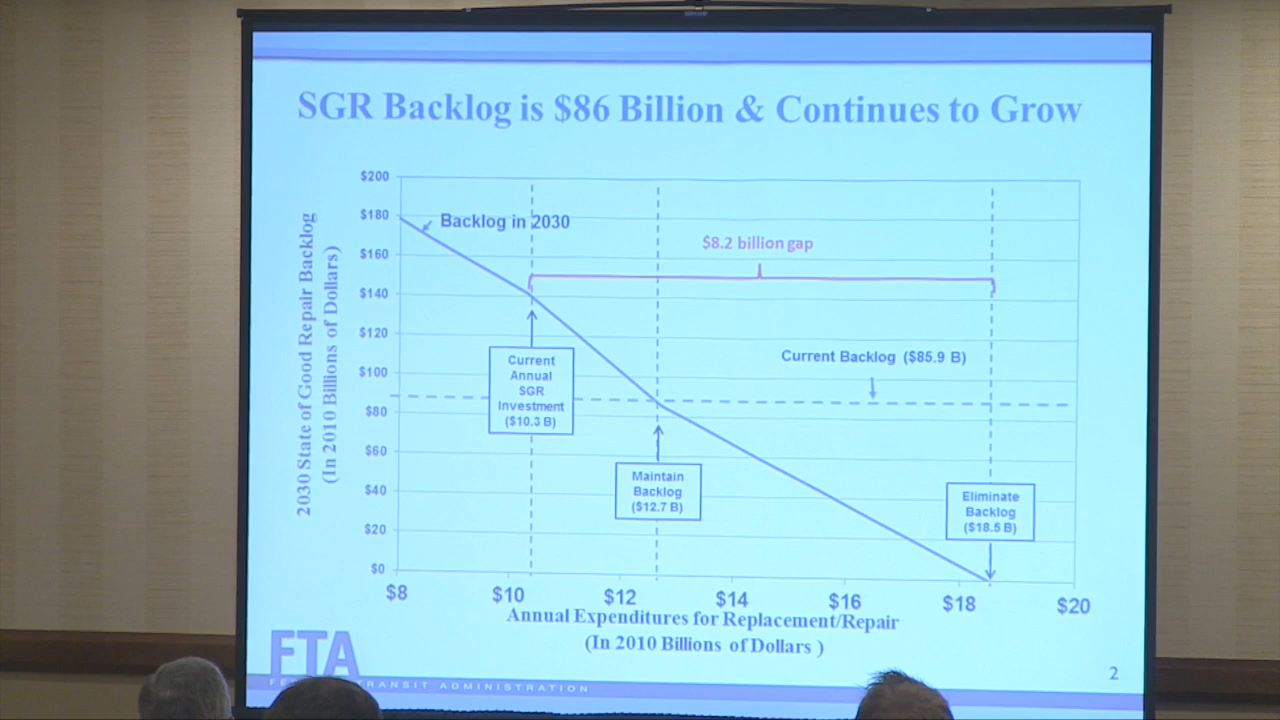 SGR Backlog is $86 Billion & Continues to Grow
2030 State of Good Repair Backlog
(In 2010 Billions of Dollars)
$200
$180
$160
$140
$120
$100
$80
$60
$40
$20
$0
Backlog in 2030
$8.2 billion gap
Current Backlog ($85.9 B)
Current
Annual
SGR
Investment
($10.3 B)
Maintain
Backlog
($12.7 B)
Eliminate
Backlog
($18.5 B)
$8
$10
$12
$14
$16
$18
$20
Annual Expenditures for Replacement/Repair
(In 2010 Billions of Dollars )
FTA
ADMINISTRATION
2